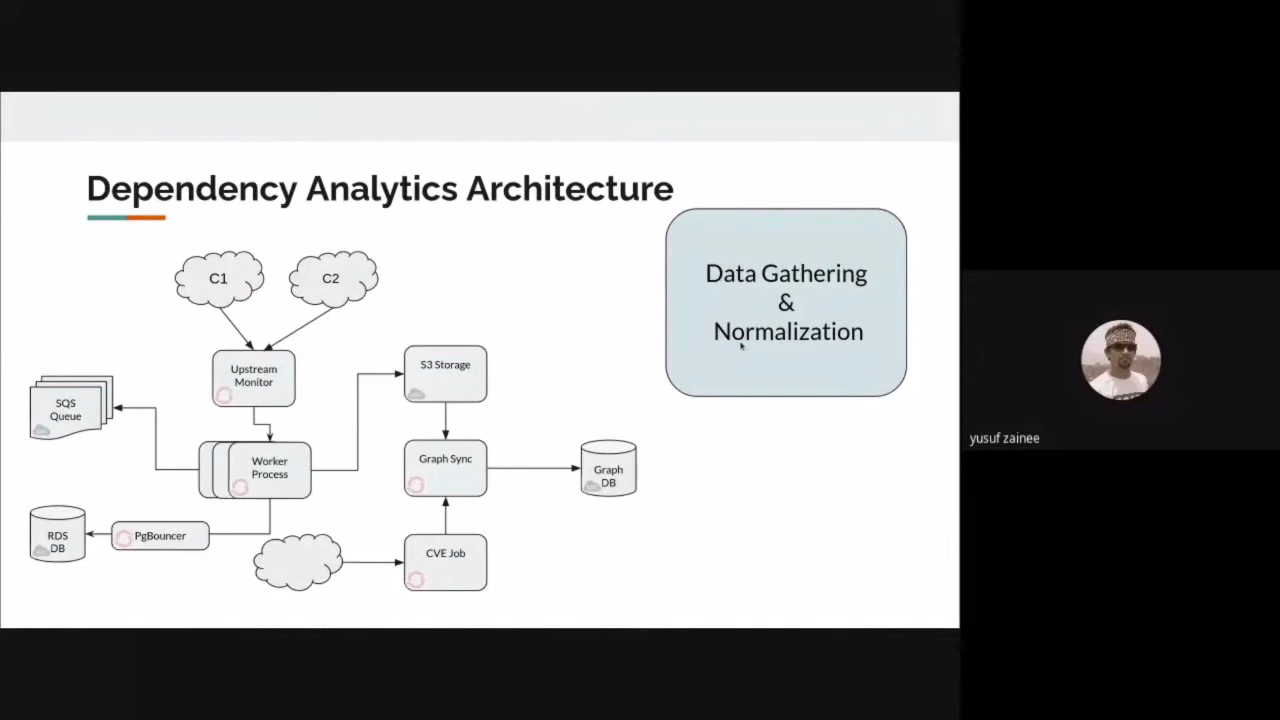 Dependency Analytics Architecture
C1
C2
Data Gathering
&
Normalization
Upstream
Monitor
S3 Storage
SQS
Queue
Worker
Process
Graph Sync
Graph
DB
RDS
DB
PgBouncer
CVE Job
yusuf zainee